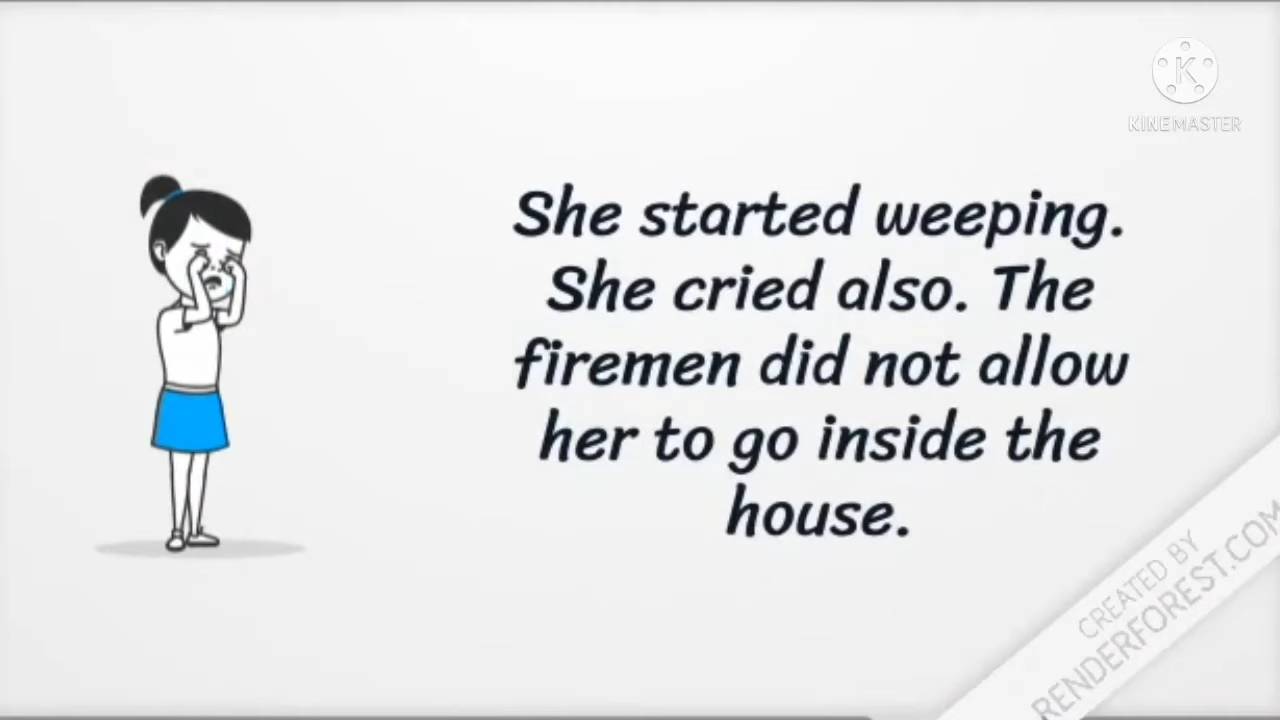 KINEMASTER
She started weeping.
She cried also. The
firemen did not allow
her to go inside the
house.
CREATED BY
RENDERFOREST.COM